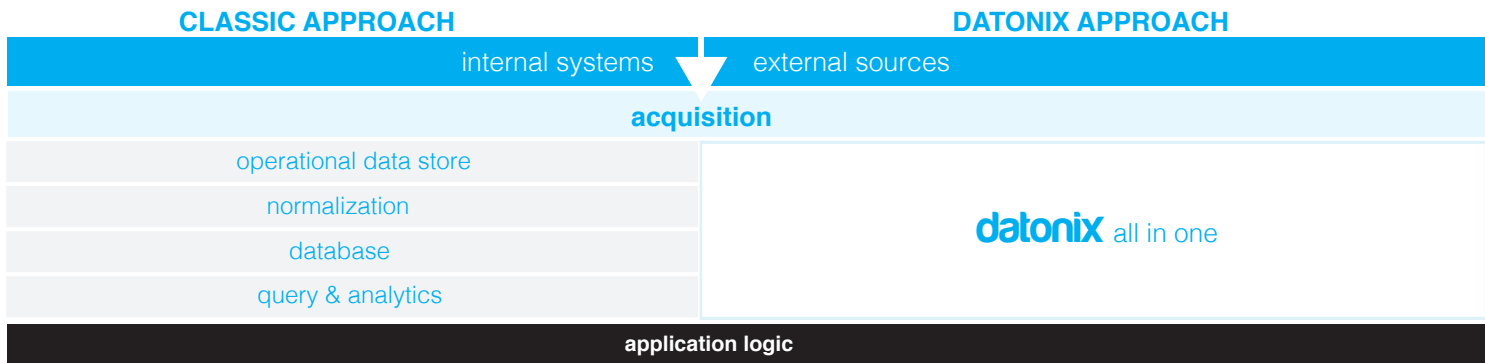 CLASSIC APPROACH
DATONIX APPROACH
internal systems
external sources
acquisition
operational data store
normalization
database
query & analytics
datonix all in one
application logic